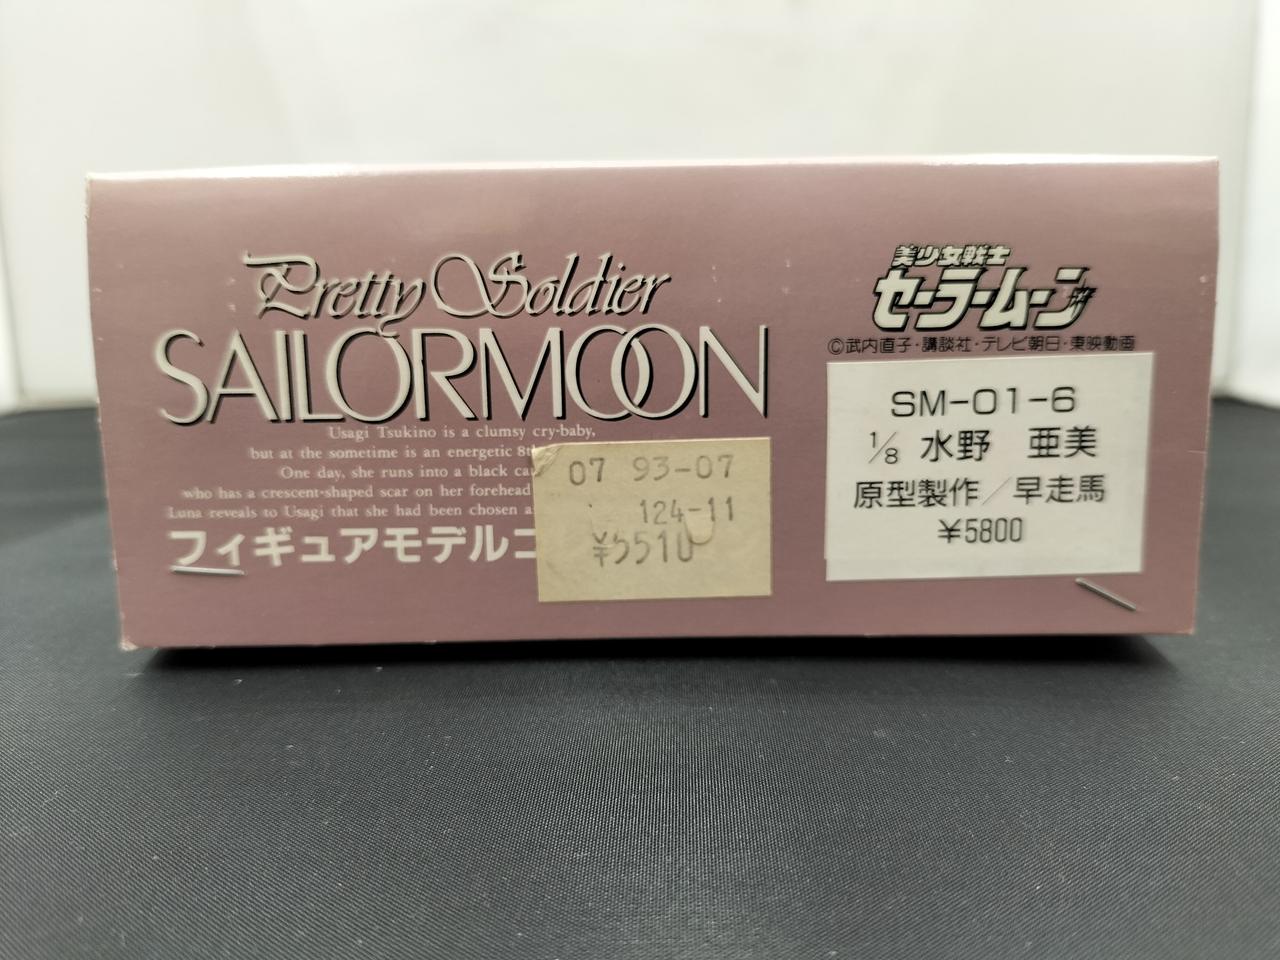 Pretty Soldier
SAILORMOON
Usagi Tsukino is a clumsy cry-baby,
but at the sometime is an energetic 8t
One day, she runs into a black ca
who has a crescent-shaped scar on her forehead
Luna reveals to Usagi that she had been chosen a
フィギュアモデルコ
07 93-07
124-11
¥5510
美少女戦士
セーラームーン
©武内直子・講談社・テレビ朝日・東映動画
SM-01-6
1/8 水野 亜美
原型製作／早走馬
¥5800